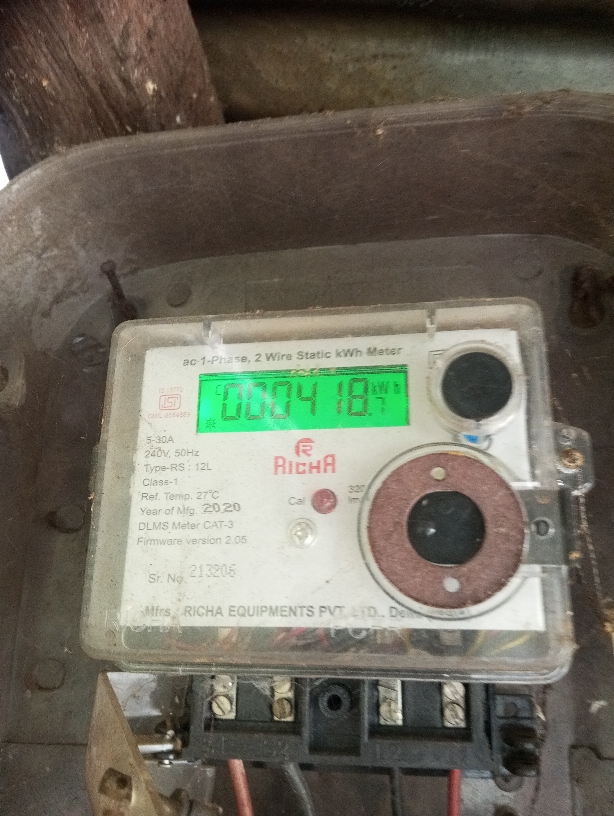 ac 1-Phase, 2 Wire Static kWh Meter
C 000418.7 kWh
ISI
RICHA
5-30A
240V, 50Hz
Type-RS : 12L
Class-1
Ref. Temp. 27°C
Cal
320
Year of Mfg. 2020
DLMS Meter CAT-3
Firmware version 2.05
Sr. No. 213206
Mfrs. RICHA EQUIPMENTS PVT. LTD.,